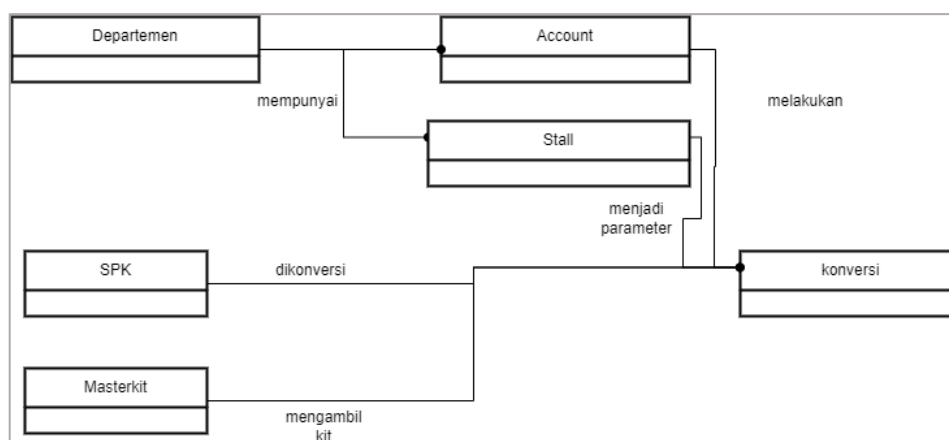 Departemen
Account
mempunyai
melakukan
Stall
menjadi
parameter
SPK
dikonversi
konversi
Masterkit
mengambil
kit